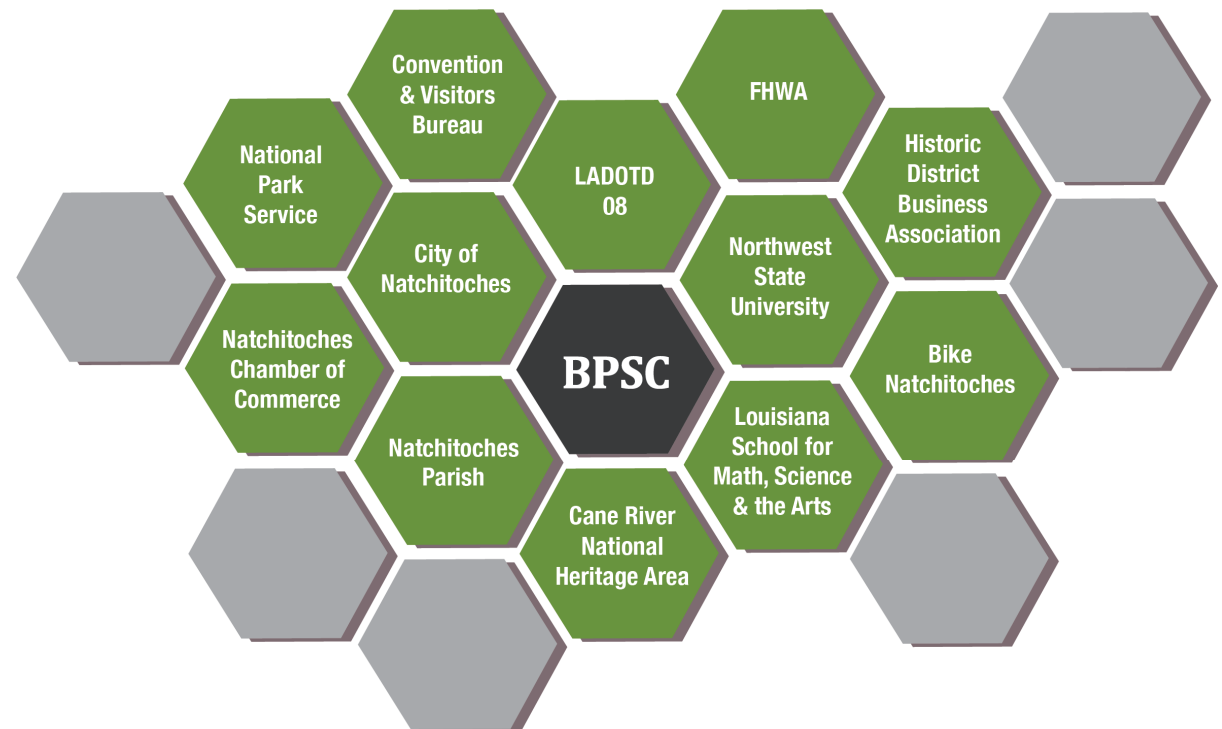 Convention
& Visitors
Bureau
FHWA
Historic
District
Business
Association
National
Park
Service
LADOTD
08
City of
Natchitoches
Northwest
State
University
Natchitoches
Chamber of
Commerce
BPSC
Bike
Natchitoches
Natchitoches
Parish
Louisiana
School for
Math, Science
& the Arts
Cane River
National
Heritage Area